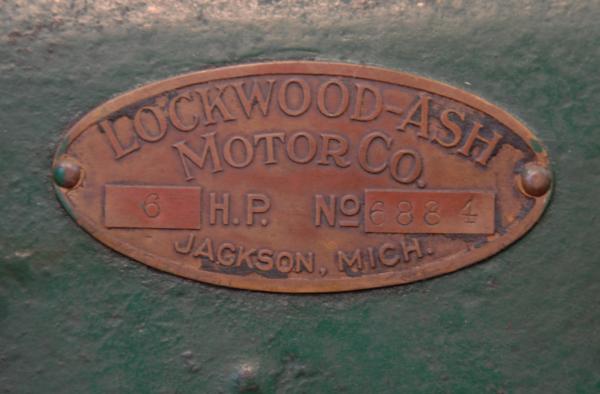 LOCKWOOD-ASH
MOTOR CO.
6 H.P. No 6884
JACKSON, MICH.